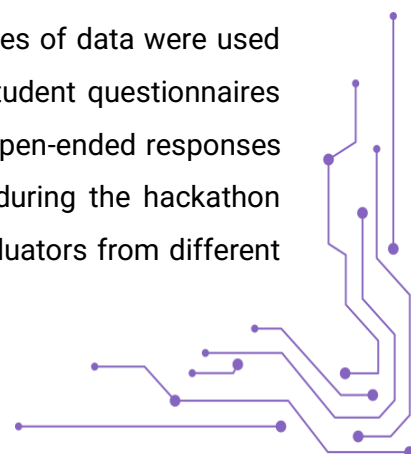 es of data were used
tudent questionnaires
pen-ended responses
during the hackathon
luators from different